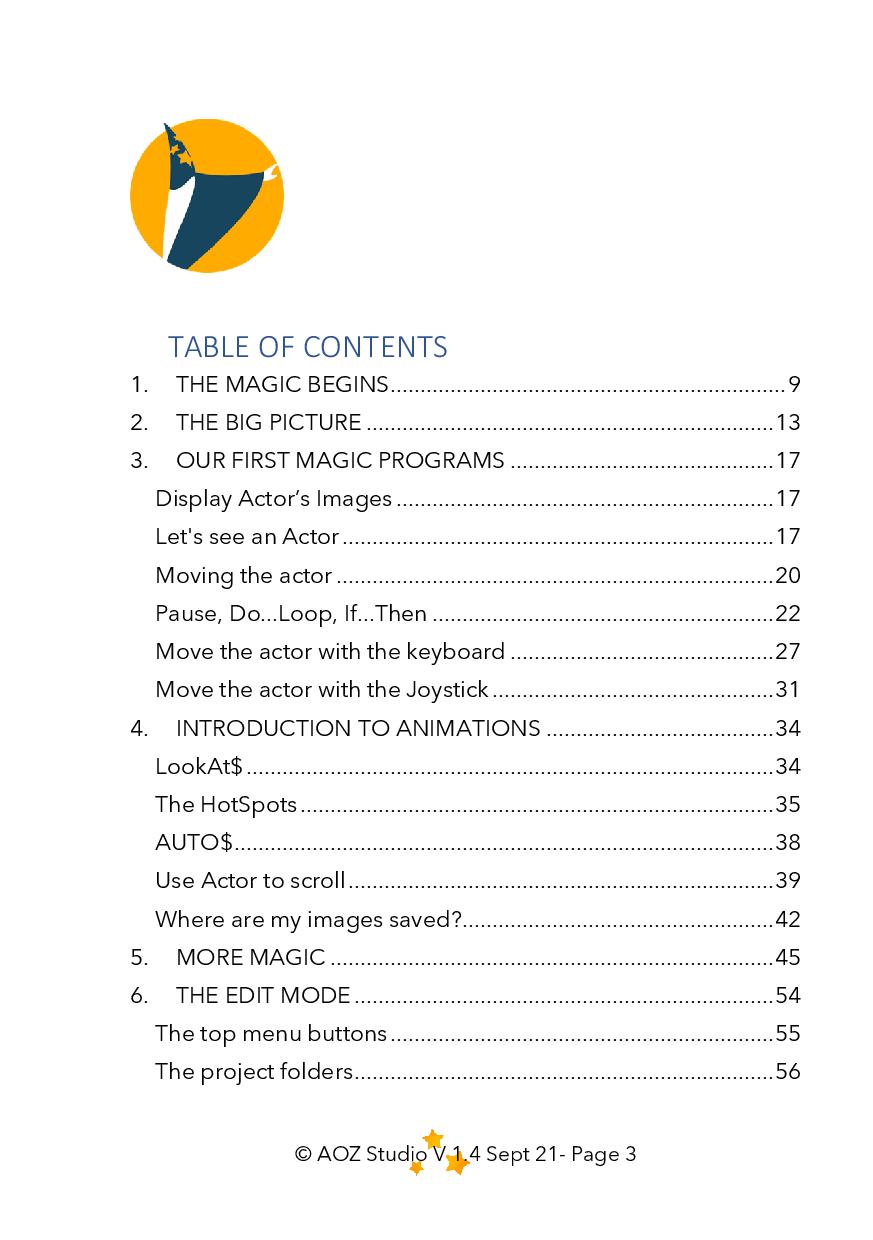 TABLE OF CONTENTS
1. THE MAGIC BEGINS.................................................................9
2. THE BIG PICTURE ...................................................................13
3. OUR FIRST MAGIC PROGRAMS ...........................................17
Display Actor’s Images ..............................................................17
Let's see an Actor .......................................................................17
Moving the actor ........................................................................20
Pause, Do...Loop, If...Then ........................................................22
Move the actor with the keyboard ...........................................27
Move the actor with the Joystick ..............................................31
4. INTRODUCTION TO ANIMATIONS .....................................34
LookAt$ .......................................................................................34
The HotSpots ..............................................................................35
AUTO$.........................................................................................38
Use Actor to scroll ......................................................................39
Where are my images saved?...................................................42
5. MORE MAGIC .........................................................................45
6. THE EDIT MODE .....................................................................54
The top menu buttons ...............................................................55
The project folders.....................................................................56
© AOZ Studio V 1.4 Sept 21- Page 3